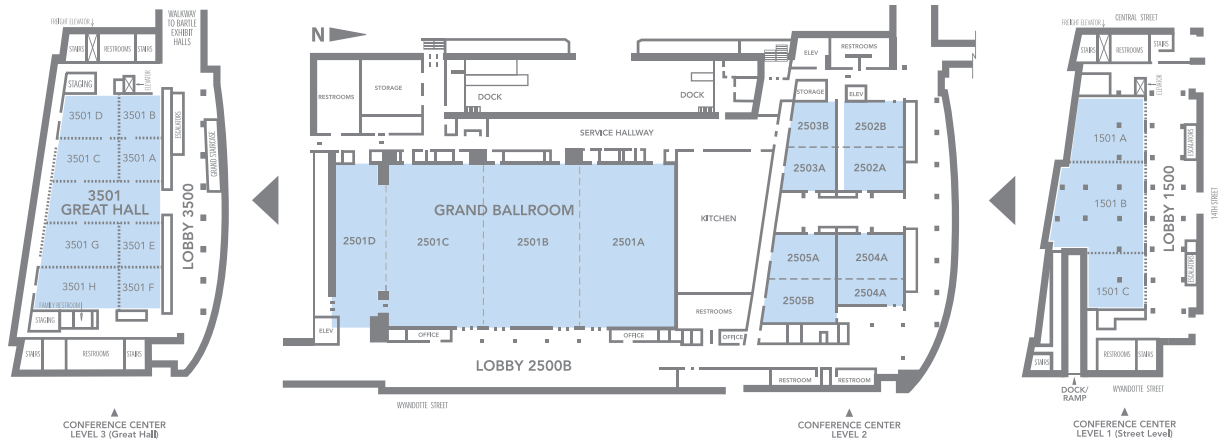 WALKWAY
TO BARTLE
EXHIBIT
HALLS
FREIGHT ELEVATOR
STAIRS
RESTROOMS
STAIRS
STAGING
ELEVATOR
3501 D
3501 B
3501 C
3501 A
ESCALATORS
GRAND STAIRCASE
3501
GREAT HALL
LOBBY 3500
3501 G
3501 E
3501 H
3501 F
FAMILY RESTROOM
STAGING
STAIRS
RESTROOMS
STAIRS
CONFERENCE CENTER
LEVEL 3 (Great Hall)
N
RESTROOMS
STORAGE
DOCK
DOCK
ELEV
RESTROOMS
STORAGE
ELEV
SERVICE HALLWAY
2503B
2502B
2503A
2502A
KITCHEN
GRAND BALLROOM
2501D
2501C
2501B
2501A
2505A
2504A
2505B
2504A
RESTROOMS
ELEV
OFFICE
OFFICE
OFFICE
LOBBY 2500B
RESTROOM
RESTROOM
WYANDOTTE STREET
CONFERENCE CENTER
LEVEL 2
CENTRAL STREET
FREIGHT ELEVATOR
STAIRS
RESTROOMS
STAIRS
ELEVATOR
1501 A
ESCALATORS
1501 B
LOBBY 1500
14TH STREET
ESCALATORS
1501 C
STAIRS
RESTROOMS
STAIRS
DOCK/
RAMP
WYANDOTTE STREET
CONFERENCE CENTER
LEVEL 1 (Street Level)